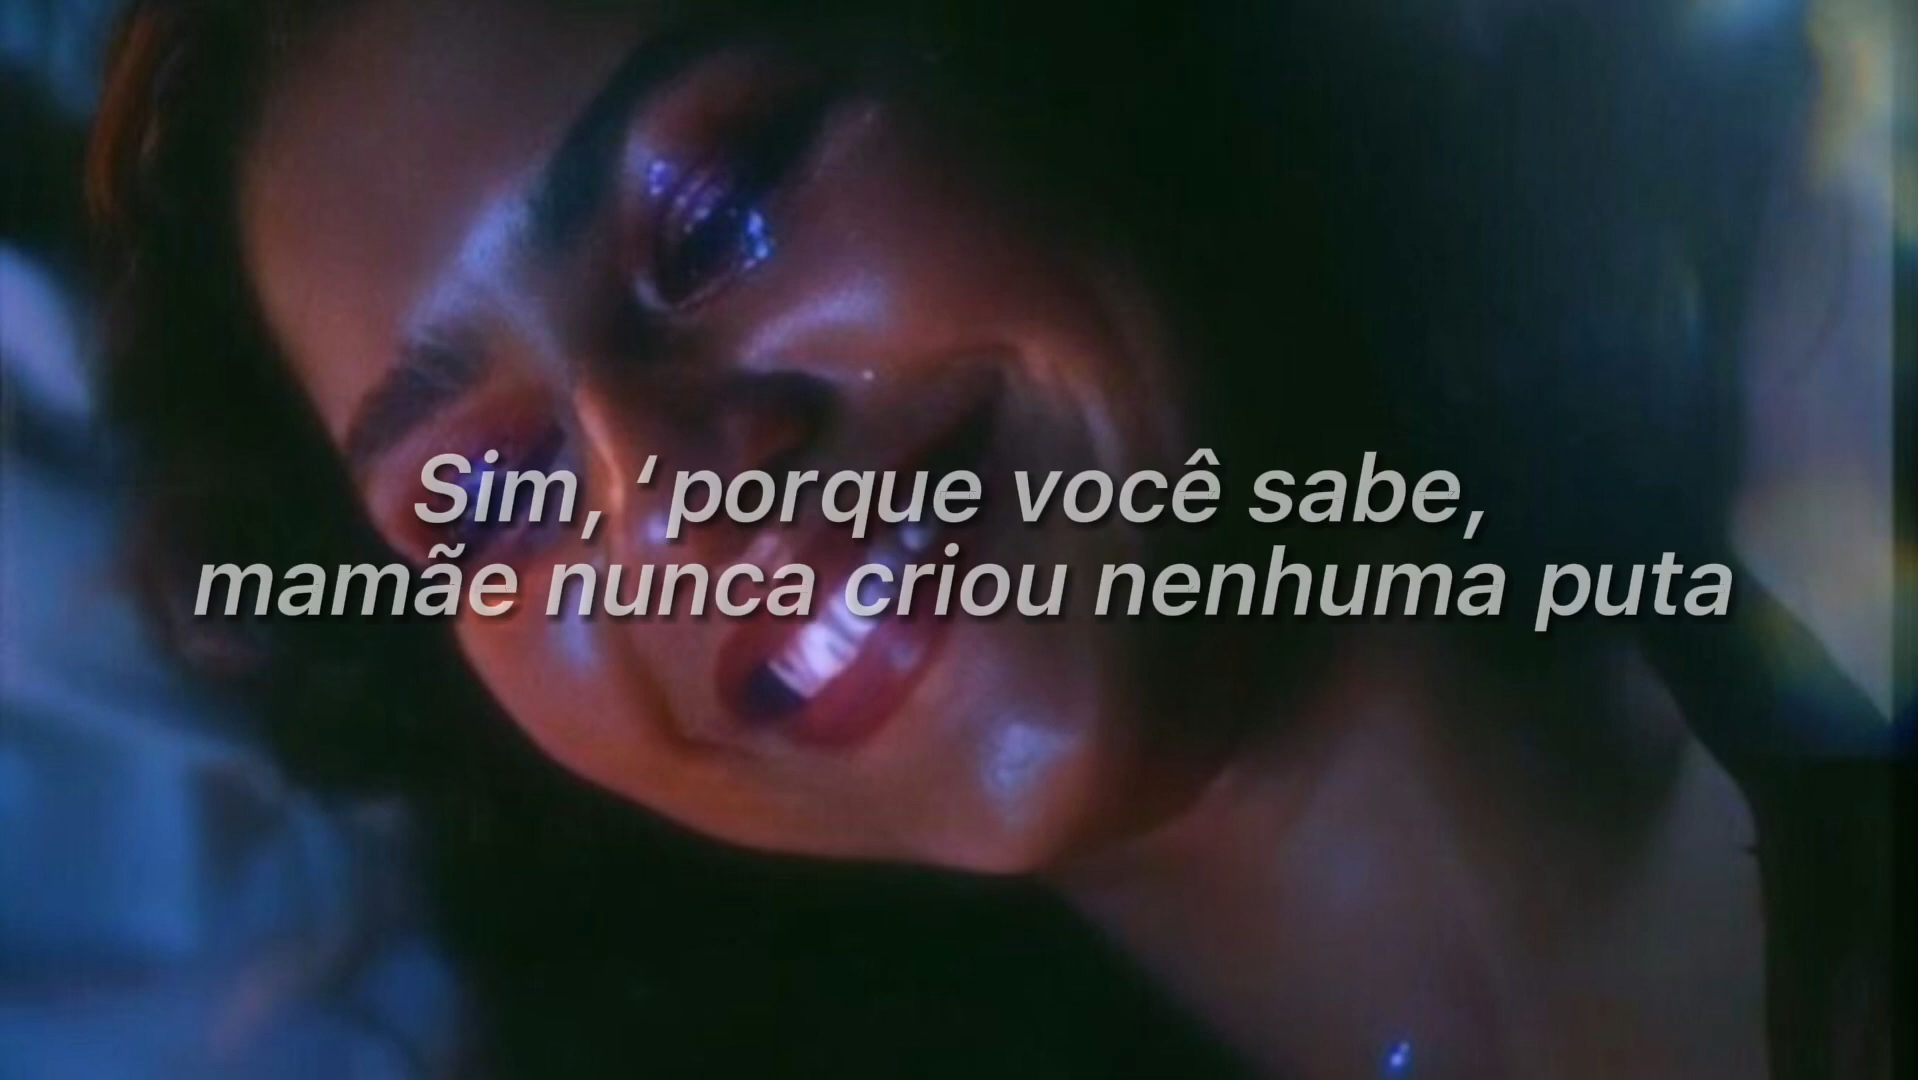 Sim, ‘porque você sabe,
mamãe nunca criou nenhuma puta